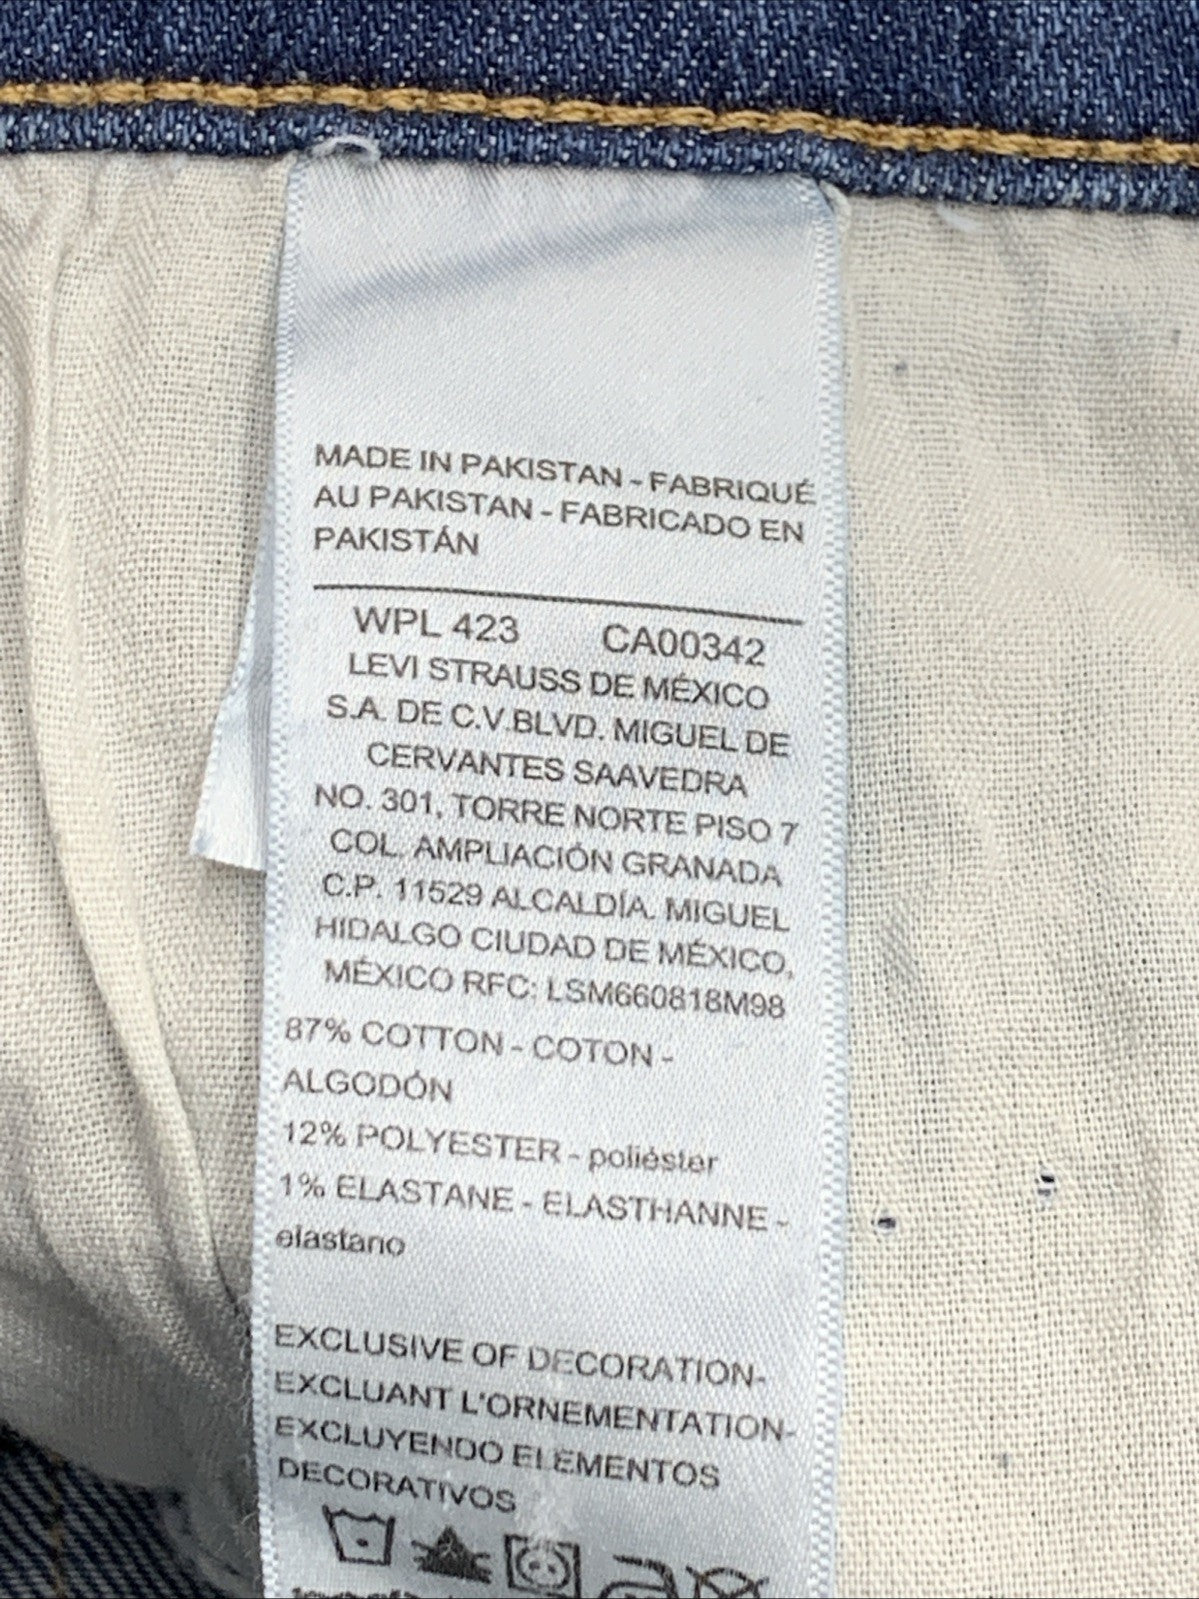 MADE IN PAKISTAN - FABRIQUÉ
AU PAKISTAN - FABRICADO EN
PAKISTÁN
WPL 423 CA00342
LEVI STRAUSS DE MÉXICO
S.A. DE C.V.BLVD. MIGUEL DE
CERVANTES SAAVEDRA
NO. 301, TORRE NORTE PISO 7
COL. AMPLIACIÓN GRANADA
C.P. 11529 ALCALDÍA. MIGUEL
HIDALGO CIUDAD DE MÉXICO,
MÉXICO RFC: LSM660818M98
87% COTTON - COTON -
ALGODÓN
12% POLYESTER - poliéster
1% ELASTANE - ELASTHANNE -
elastano
EXCLUSIVE OF DECORATION-
EXCLUANT L'ORNEMENTATION-
EXCLUYENDO ELEMENTOS
DECORATIVOS